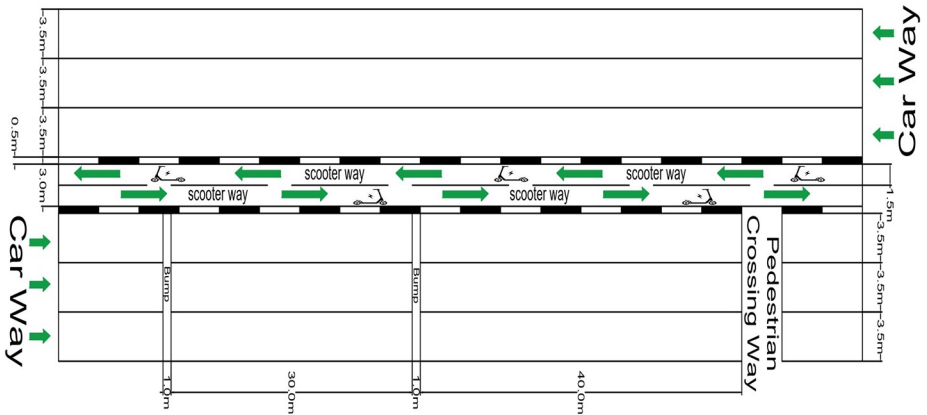 -3.5m-
-3.5m-
-3.5m-
0.5m
3.0m
Car Way
scooter way
scooter way
scooter way
scooter way
1.5m
Car Way
Bump
Bump
Pedestrian
Crossing Way
-3.5m-
-3.5m-
-3.5m-
1.0m
30.0m
1.0m
40.0m